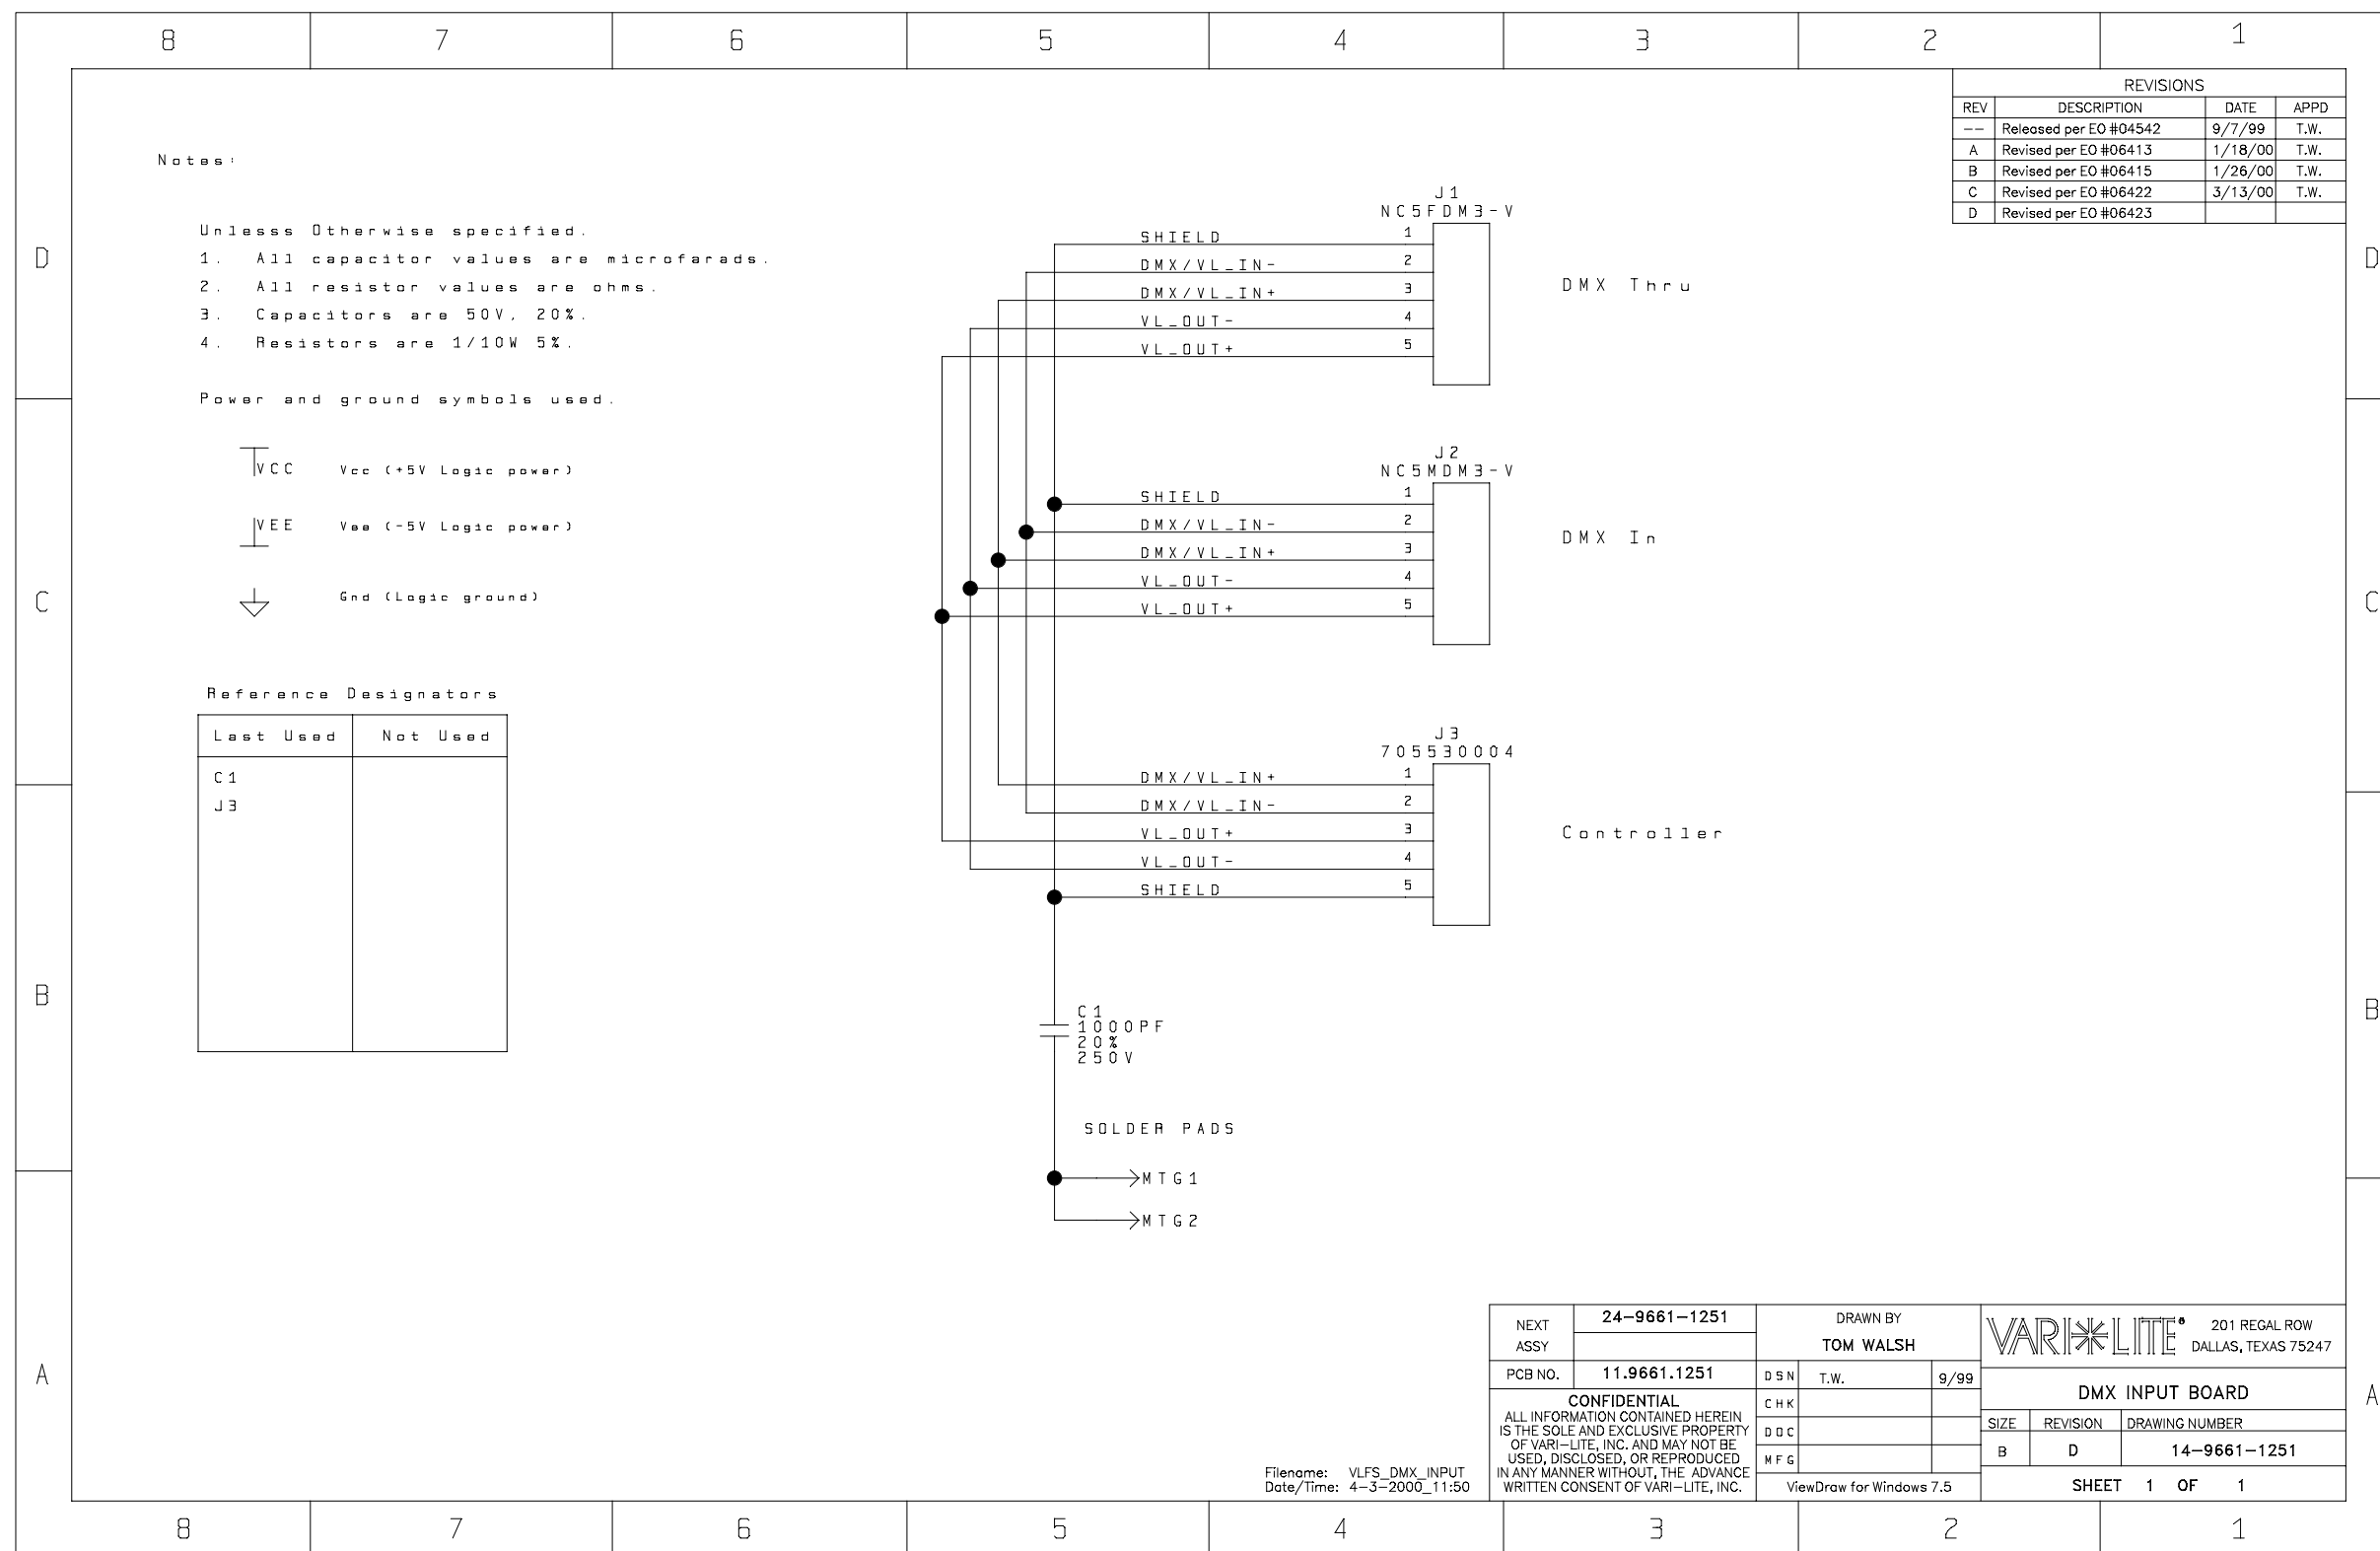 8 7 6 5 4 3 2 1
REVISIONS
REV DESCRIPTION DATE APPD
-- Released per EO #04542 9/7/99 T.W.
A Revised per EO #06413 1/18/00 T.W.
B Revised per EO #06415 1/26/00 T.W.
C Revised per EO #06422 3/13/00 T.W.
D Revised per EO #06423
Notes:
Unlesss Otherwise specified.
1. All capacitor values are microfarads.
2. All resistor values are ohms.
3. Capacitors are 50V, 20%.
4. Resistors are 1/10W 5%.
Power and ground symbols used.
VCC Vcc (+5V Logic power)
VEE Vee (-5V Logic power)
Gnd (Logic ground)
Reference Designators
Last Used Not Used
C1
J3
D
C
B
A
J1
NC5FDM3-V
SHIELD 1
DMX/VL_IN- 2
DMX/VL_IN+ 3
VL_OUT- 4
VL_OUT+ 5
DMX Thru
J2
NC5MDM3-V
SHIELD 1
DMX/VL_IN- 2
DMX/VL_IN+ 3
VL_OUT- 4
VL_OUT+ 5
DMX In
J3
705530004
DMX/VL_IN+ 1
DMX/VL_IN- 2
VL_OUT+ 3
VL_OUT- 4
SHIELD 5
Controller
C1
1000PF
20%
250V
SOLDER PADS
MTG1
MTG2
D
C
B
A
Filename: VLFS_DMX_INPUT
Date/Time: 4-3-2000_11:50
NEXT ASSY 24-9661-1251
PCB NO. 11.9661.1251
CONFIDENTIAL
ALL INFORMATION CONTAINED HEREIN
IS THE SOLE AND EXCLUSIVE PROPERTY
OF VARI-LITE, INC. AND MAY NOT BE
USED, DISCLOSED, OR REPRODUCED
IN ANY MANNER WITHOUT, THE ADVANCE
WRITTEN CONSENT OF VARI-LITE, INC.
DRAWN BY
TOM WALSH
DSN T.W. 9/99
CHK
DOC
MFG
ViewDraw for Windows 7.5
VARI*LITE® 201 REGAL ROW
DALLAS, TEXAS 75247
DMX INPUT BOARD
SIZE REVISION DRAWING NUMBER
B D 14-9661-1251
SHEET 1 OF 1
8 7 6 5 4 3 2 1